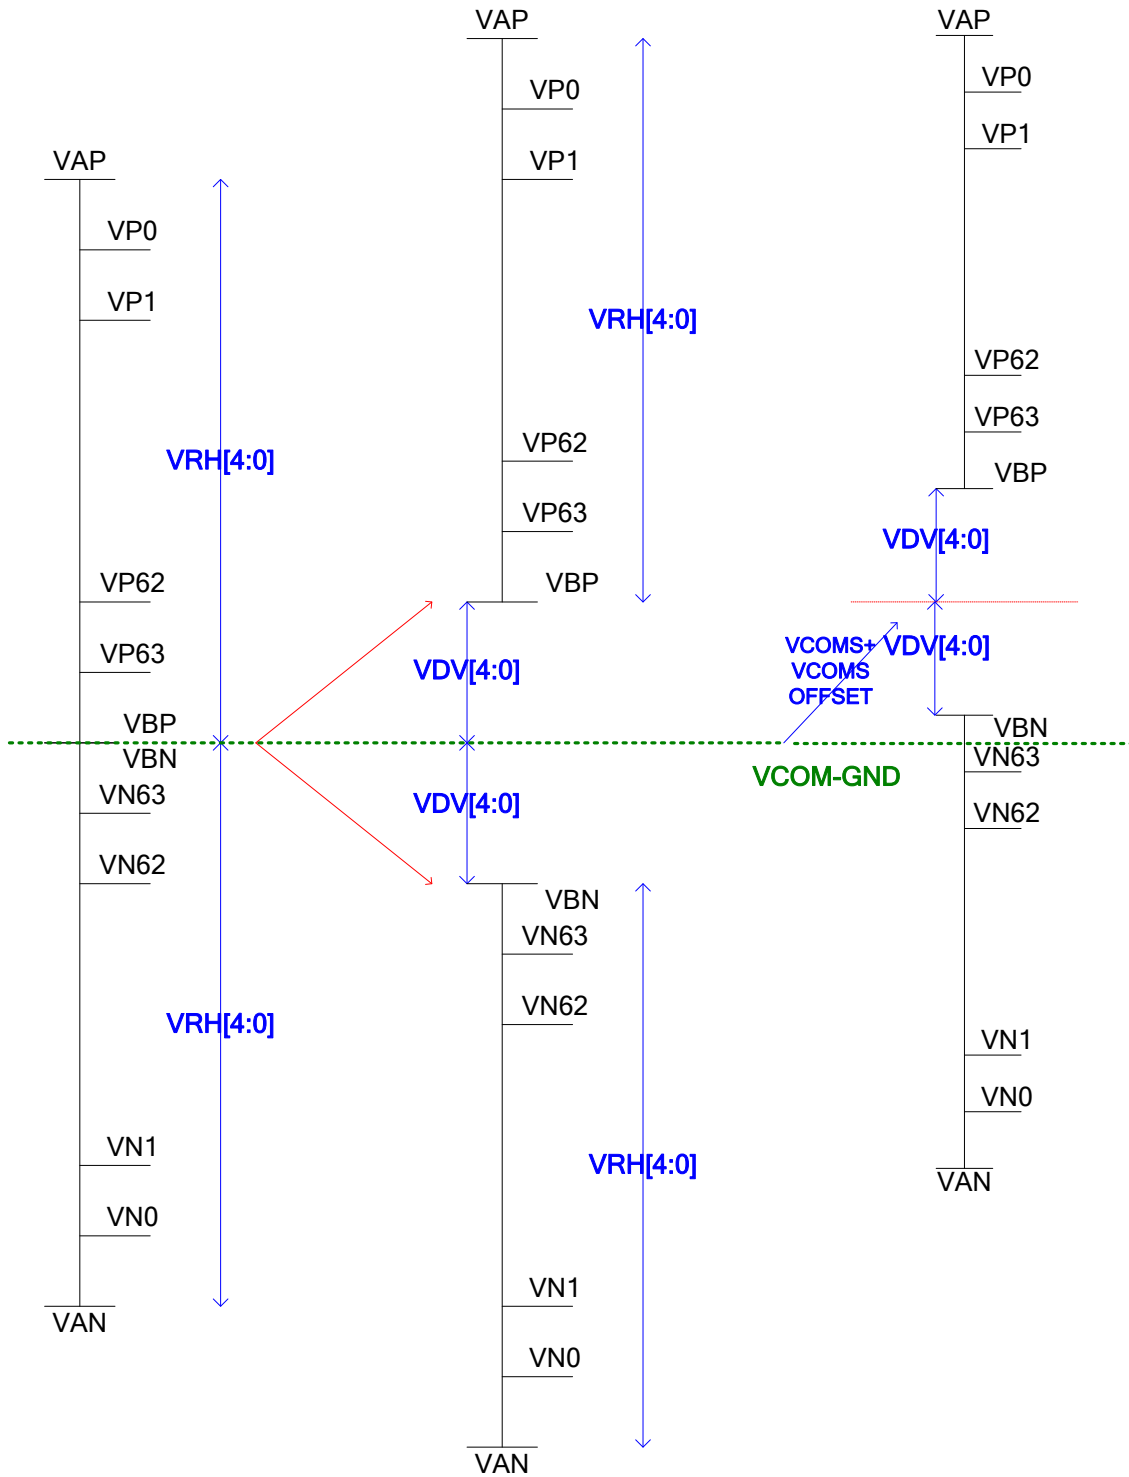 VAP
VP0
VP1
VRH[4:0]
VP62
VP63
VBP
VBN
VN63
VN62
VRH[4:0]
VN1
VN0
VAN
VAP
VP0
VP1
VRH[4:0]
VP62
VP63
VBP
VDV[4:0]
VDV[4:0]
VBN
VN63
VN62
VRH[4:0]
VN1
VN0
VAN
VAP
VP0
VP1
VP62
VP63
VBP
VDV[4:0]
VCOMS+
VCOMS
OFFSET
VDV[4:0]
VBN
VCOM-GND
VN63
VN62
VN1
VN0
VAN